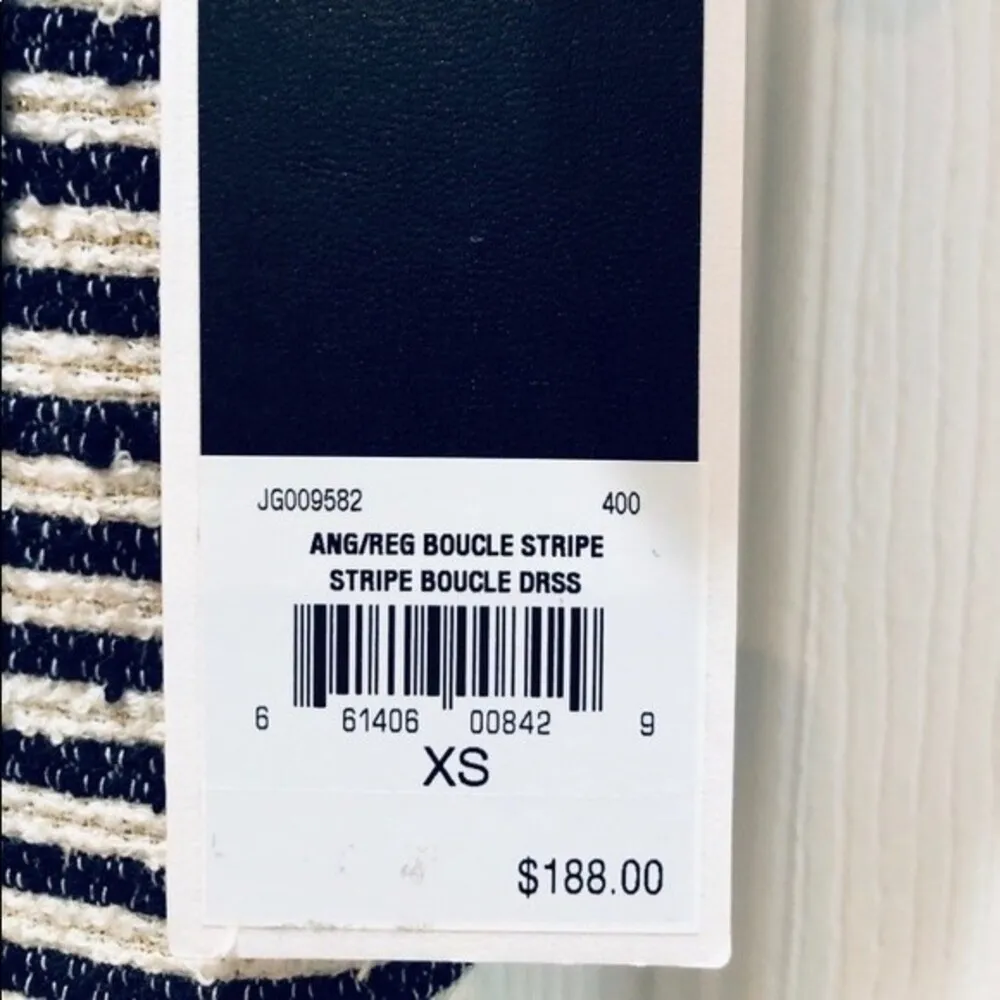 JG009582 400
ANG/REG BOUCLE STRIPE
STRIPE BOUCLE DRSS
6 61406 00842 9
XS
$188.00